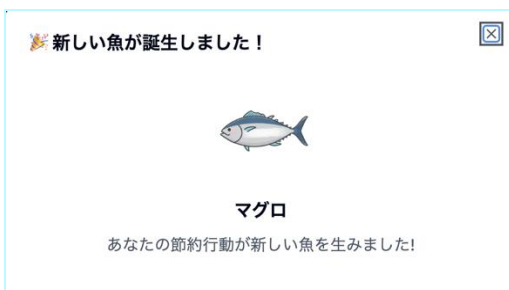 🎉 新しい魚が誕生しました！
マグロ
あなたの節約行動が新しい魚を生みました!